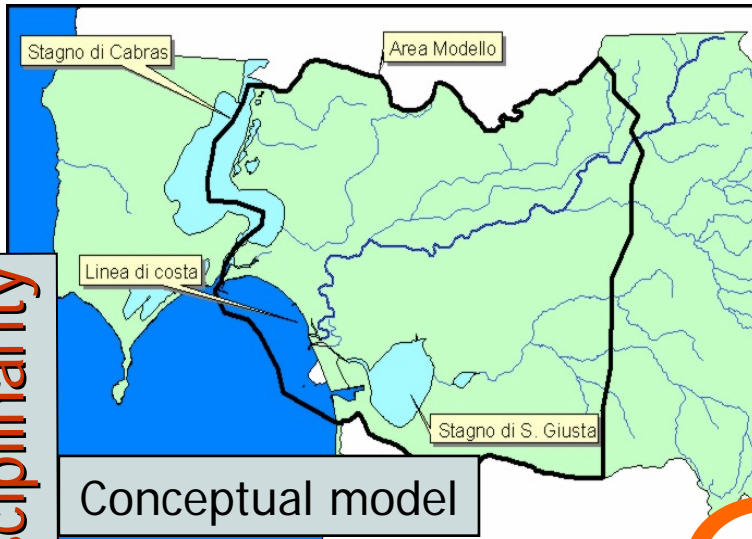 Stagno di Cabras
Area Modello
Linea di costa
Stagno di S. Giusta
Conceptual model